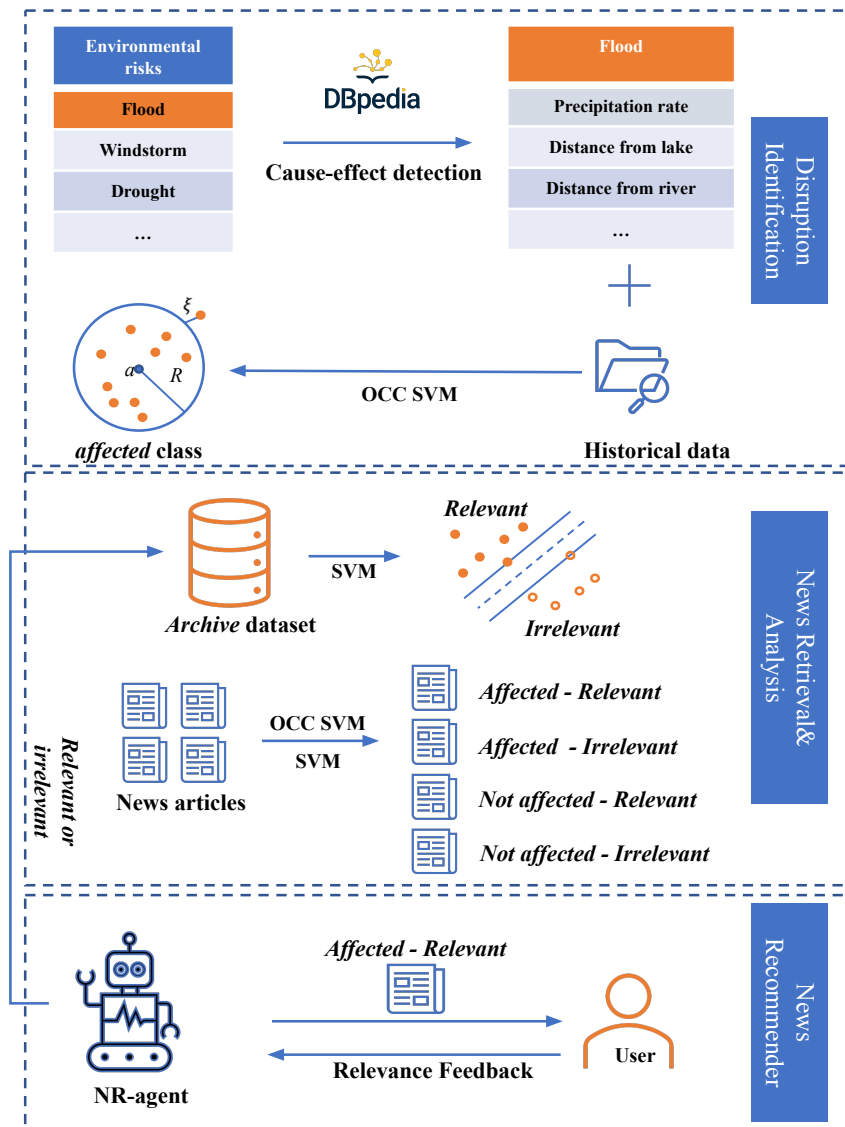 Environmental
risks
Flood
Windstorm
Drought
...
DBpedia
Cause-effect detection
Flood
Precipitation rate
Distance from lake
Distance from river
...
Disruption
Identification
ξ
a
R
affected class
OCC SVM
Historical data
Archive dataset
SVM
Relevant
Irrelevant
News articles
OCC SVM
SVM
Affected - Relevant
Affected - Irrelevant
Not affected - Relevant
Not affected - Irrelevant
News Retrieval&
Analysis
Relevant or
irrelevant
NR-agent
Affected - Relevant
Relevance Feedback
User
News
Recommender